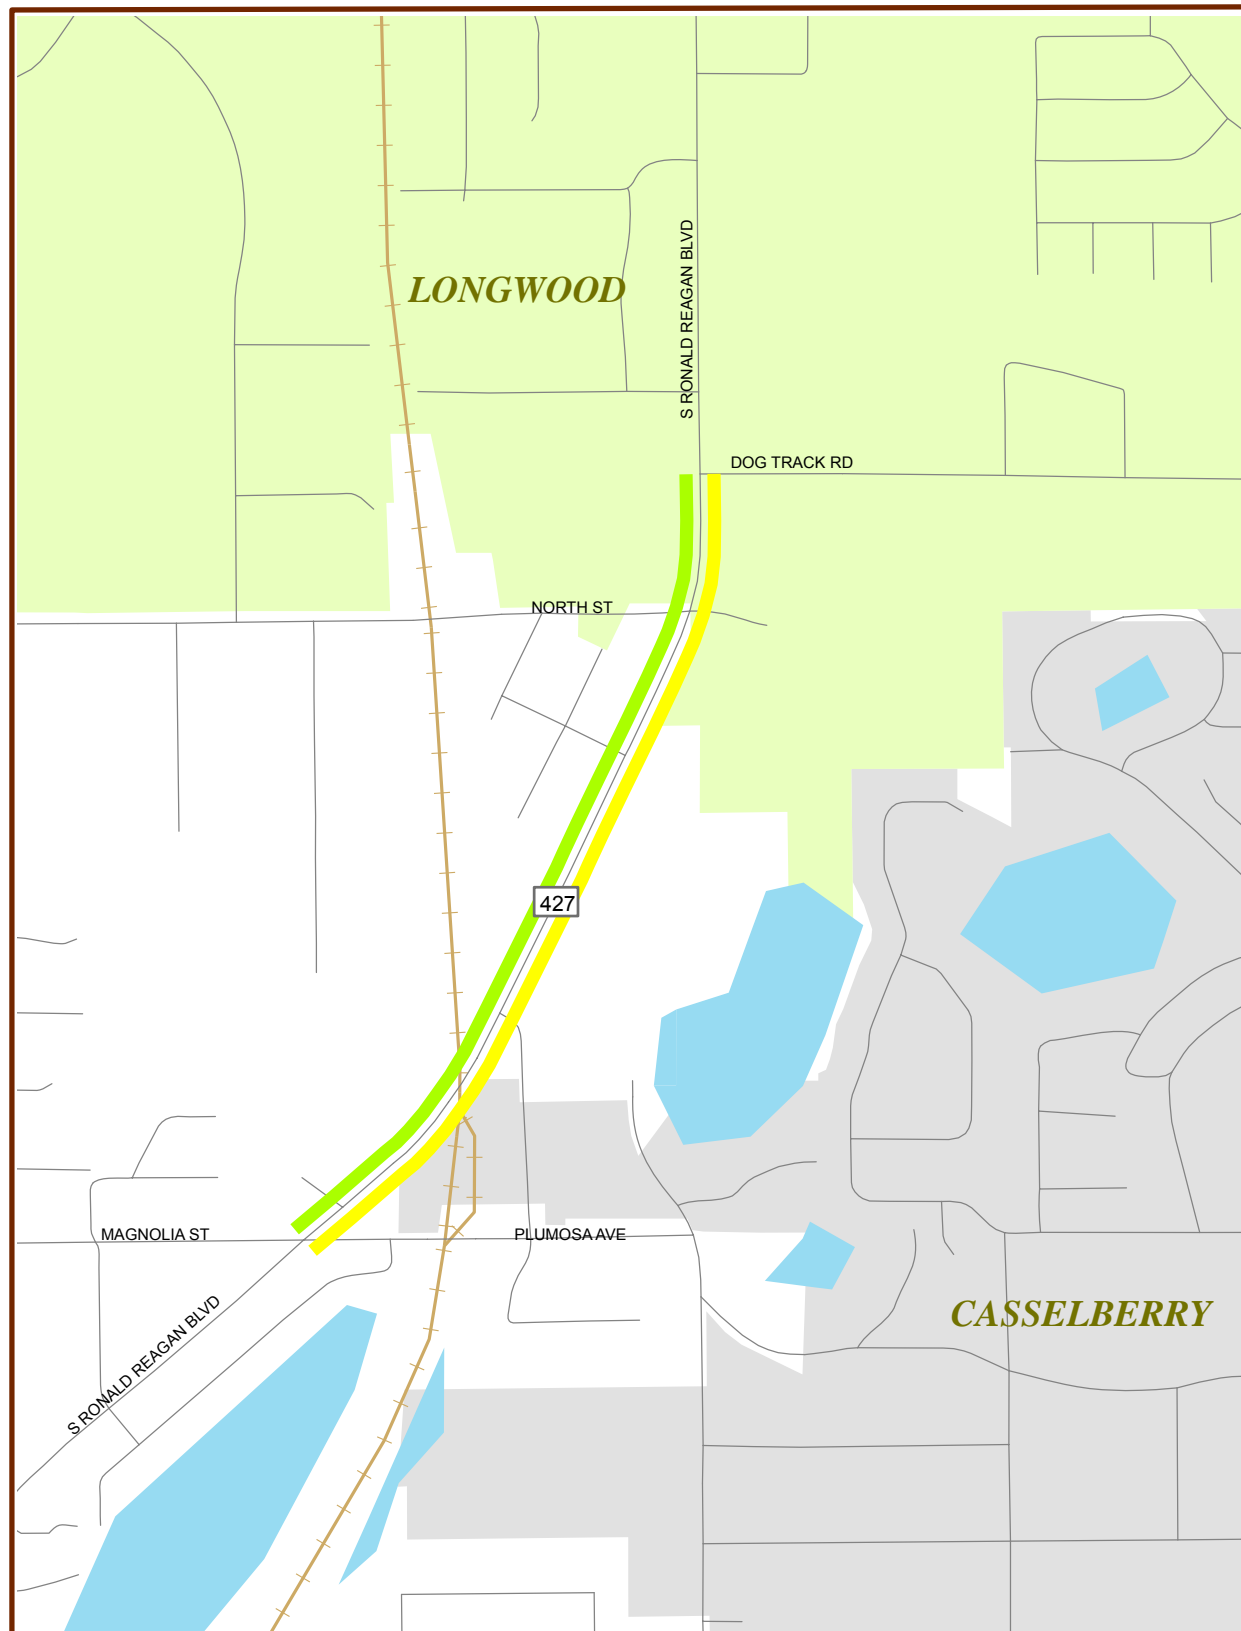 S RONALD REAGAN BLVD
LONGWOOD
DOG TRACK RD
NORTH ST
427
MAGNOLIA ST
PLUMOSA AVE
S RONALD REAGAN BLVD
CASSELBERRY